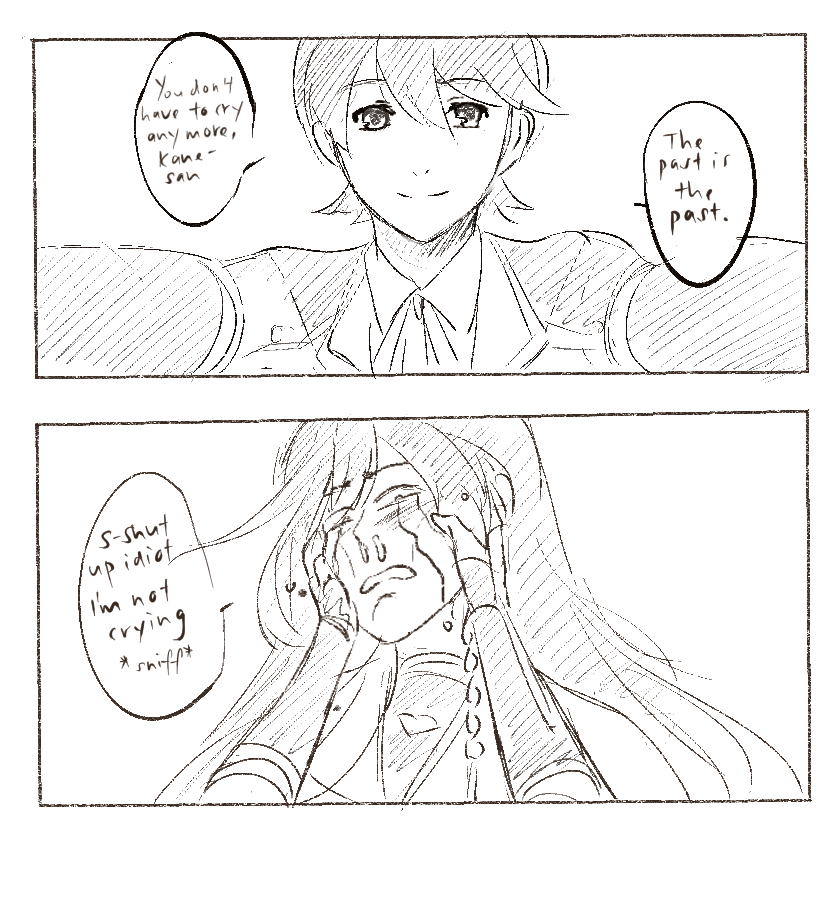 You don't
have to cry
any more,
Kane-
san
The
past is
the
past.
s-shut
up idiot
I'm not
crying
*sniff*